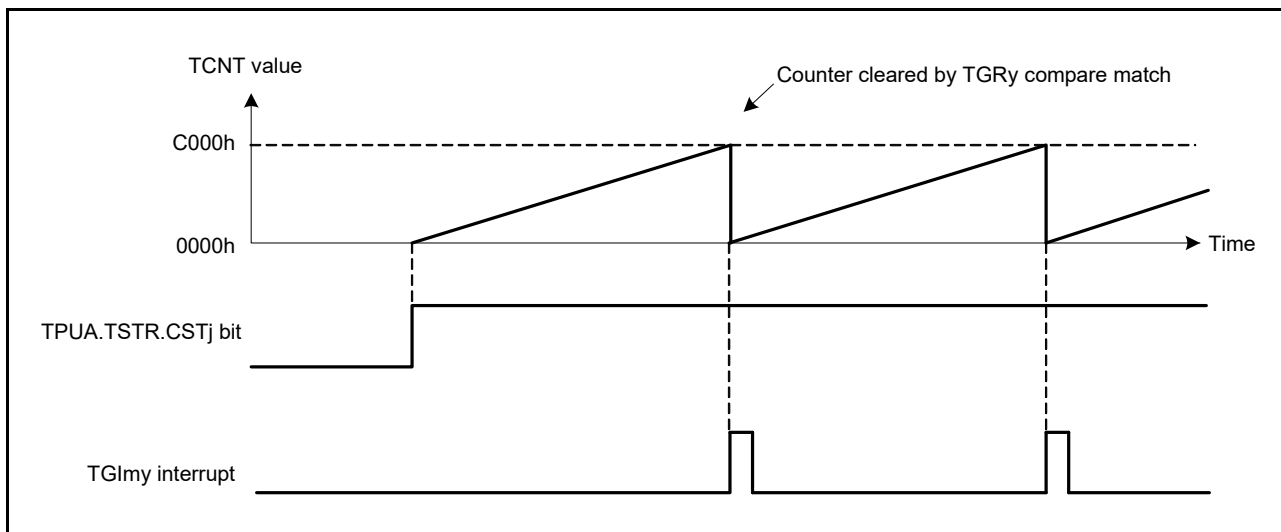 TCNT value
Counter cleared by TGRy compare match
C000h
0000h
Time
TPUA.TSTR.CSTj bit
TGImy interrupt